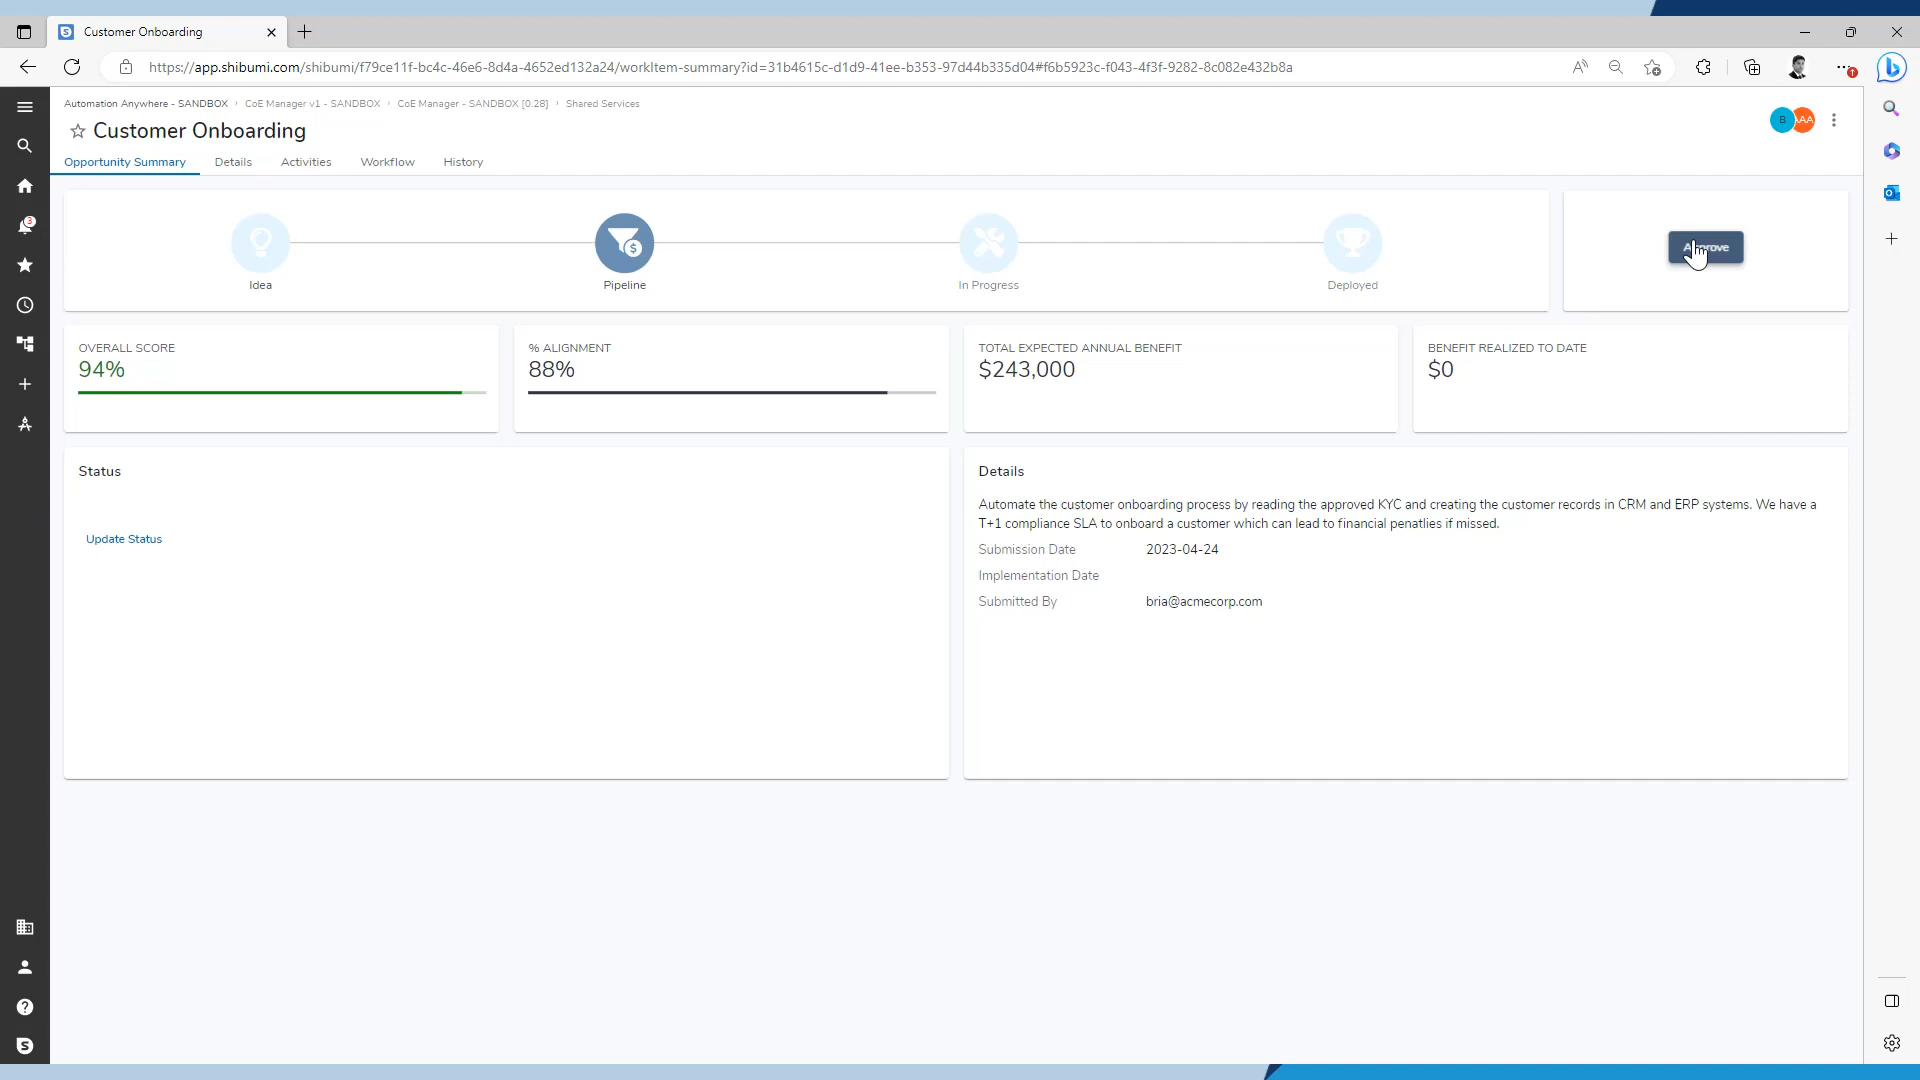 Customer Onboarding
https://app.shibumi.com/shibumi/f79ce11f-bc4c-46e6-8d4a-4652ed132a24/workItem-summary?id=31b4615c-d1d9-41ee-b353-97d44b335d04#f6b5923c-f043-4f3f-9282-8c082e432b8a
Automation Anywhere - SANDBOX › CoE Manager v1 - SANDBOX › CoE Manager - SANDBOX [0.28] › Shared Services
Customer Onboarding
B AAA
3
Opportunity Summary Details Activities Workflow History
Approve
Idea Pipeline In Progress Deployed
OVERALL SCORE
94%
% ALIGNMENT
88%
TOTAL EXPECTED ANNUAL BENEFIT
$243,000
BENEFIT REALIZED TO DATE
$0
Status
Update Status
Details
Automate the customer onboarding process by reading the approved KYC and creating the customer records in CRM and ERP systems. We have a
T+1 compliance SLA to onboard a customer which can lead to financial penatlies if missed.
Submission Date 2023-04-24
Implementation Date
Submitted By bria@acmecorp.com